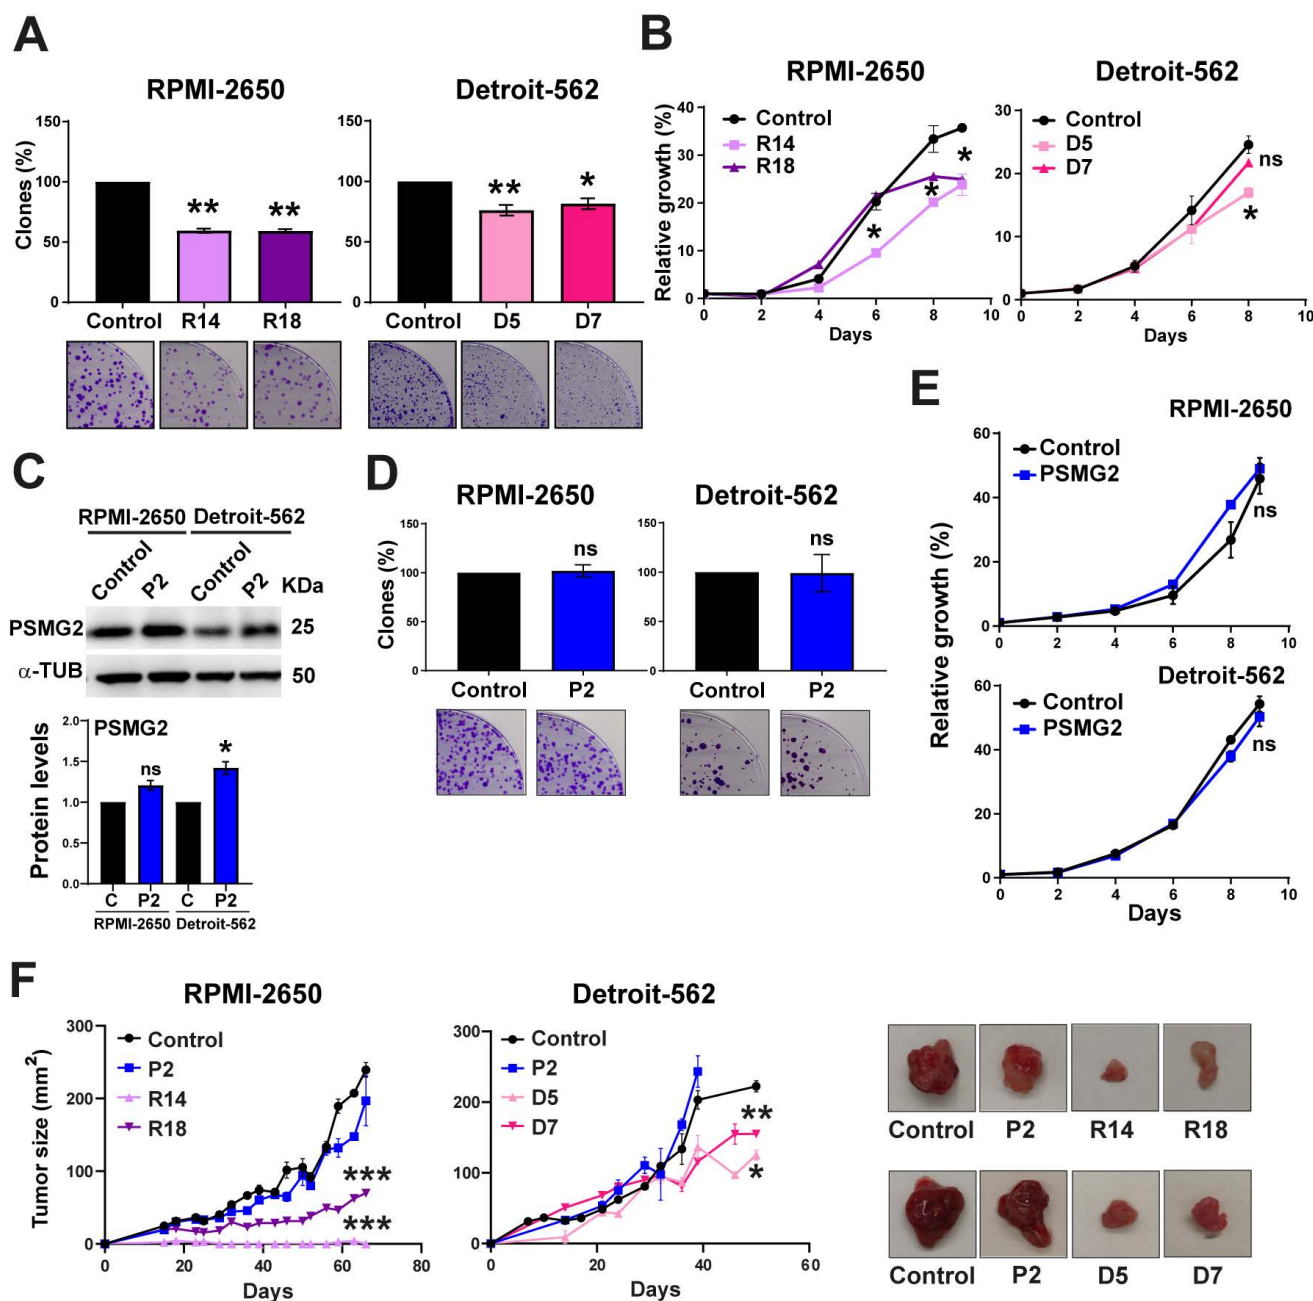 A
RPMI-2650
Detroit-562
Clones (%)
150
100
50
0
Control R14 R18
**
**
150
100
50
0
Control D5 D7
**
*
B
RPMI-2650
Detroit-562
Relative growth (%)
40
30
20
10
0
Control
R14
R18
*
*
*
0 2 4 6 8 10
Days
30
20
10
0
Control
D5
D7
ns
*
0 2 4 6 8 10
Days
C
RPMI-2650 Detroit-562
Control P2 Control P2 KDa
PSMG2 25
α-TUB 50
Protein levels
PSMG2
2.0
1.5
1.0
0.5
0.0
ns
*
C P2 C P2
RPMI-2650 Detroit-562
D
RPMI-2650
Detroit-562
Clones (%)
150
100
50
0
ns
Control P2
150
100
50
0
ns
Control P2
E
RPMI-2650
Relative growth (%)
60
40
20
0
Control
PSMG2
ns
0 2 4 6 8 10
Detroit-562
60
40
20
0
Control
PSMG2
ns
0 2 4 6 8 10
Days
F
RPMI-2650
Tumor size (mm²)
300
200
100
0
Control
P2
R14
R18
***
***
0 20 40 60 80
Days
Detroit-562
300
200
100
0
Control
P2
D5
D7
**
*
0 20 40 60
Days
Control P2 R14 R18
Control P2 D5 D7